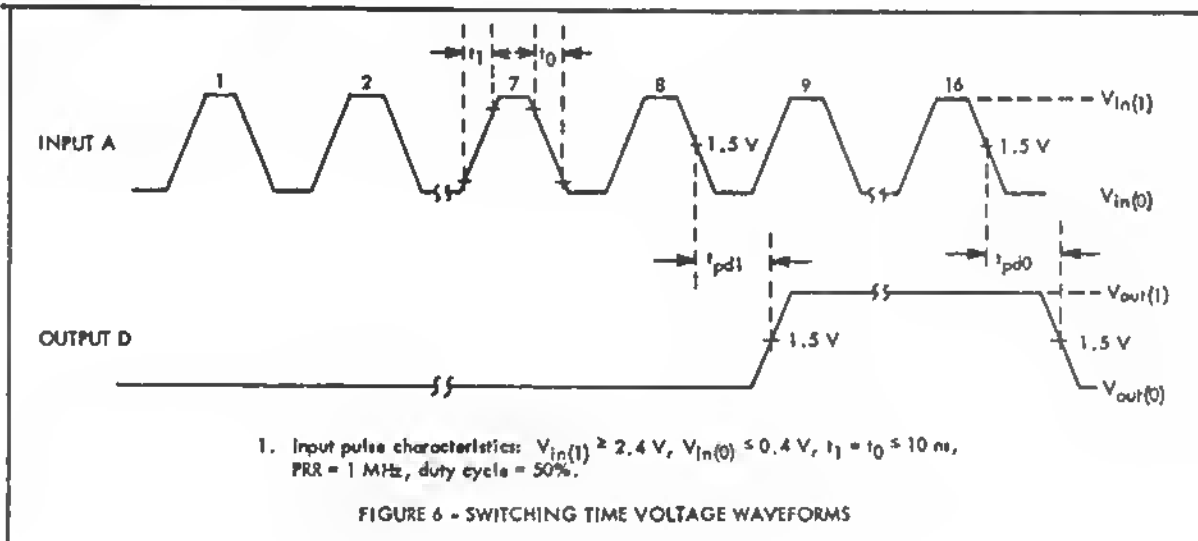 t1 t0
1 2 7 8 9 16
Vin(1)
INPUT A
1.5 V 1.5 V
Vin(0)
tpd1 tpd0
Vout(1)
OUTPUT D
1.5 V 1.5 V
Vout(0)
1. Input pulse characteristics: Vin(1) ≥ 2.4 V, Vin(0) ≤ 0.4 V, t1 = t0 ≤ 10 ns,
PRR = 1 MHz, duty cycle = 50%.
FIGURE 6 - SWITCHING TIME VOLTAGE WAVEFORMS